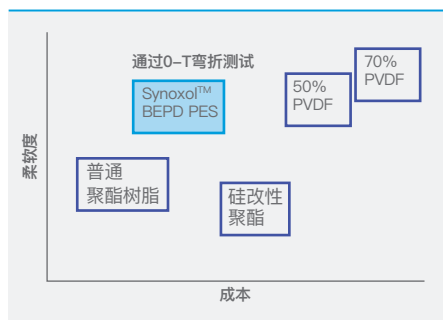 通过0–T弯折测试
Synoxol™
BEPD PES
50%
PVDF
70%
PVDF
普通
聚酯树脂
硅改性
聚酯
柔软度
成本